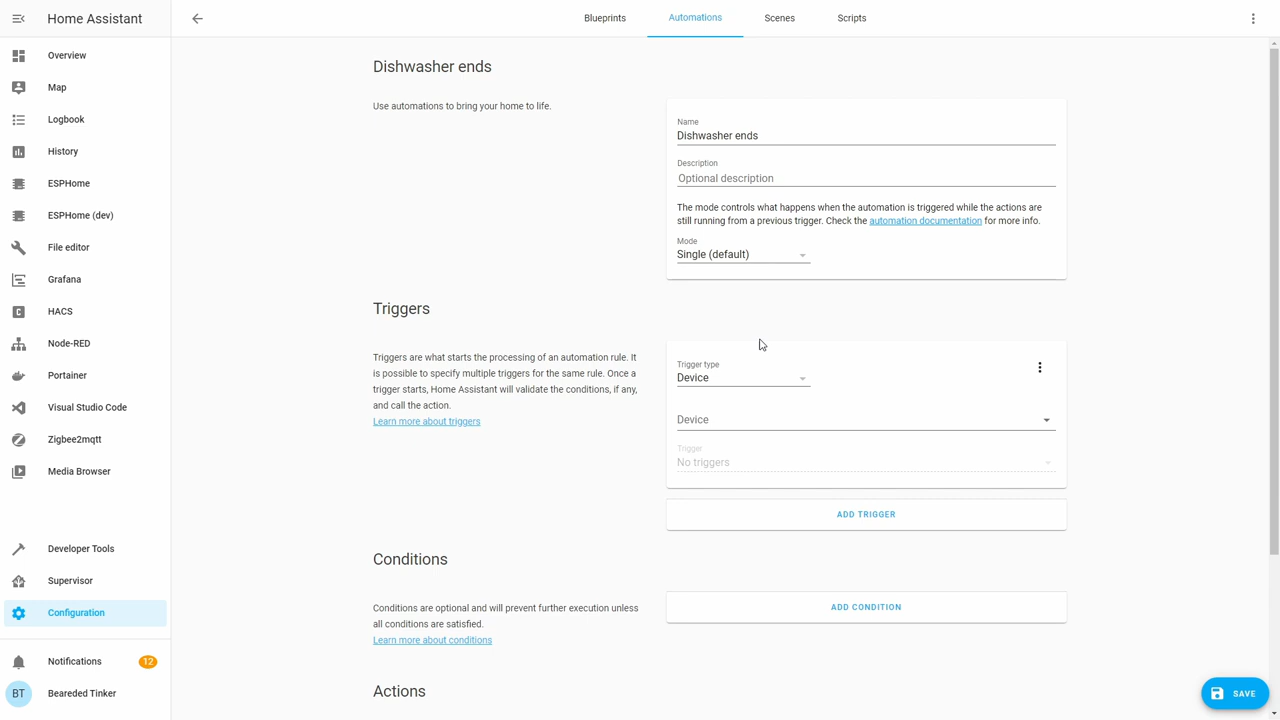 Home Assistant
Blueprints
Automations
Scenes
Scripts
Overview
Map
Logbook
History
ESPHome
ESPHome (dev)
File editor
Grafana
HACS
Node-RED
Portainer
Visual Studio Code
Zigbee2mqtt
Media Browser
Developer Tools
Supervisor
Configuration
Notifications
12
BT
Beareded Tinker
Dishwasher ends
Use automations to bring your home to life.
Name
Dishwasher ends
Description
Optional description
The mode controls what happens when the automation is triggered while the actions are
still running from a previous trigger. Check the automation documentation for more info.
Mode
Single (default)
Triggers
Triggers are what starts the processing of an automation rule. It
is possible to specify multiple triggers for the same rule. Once a
trigger starts, Home Assistant will validate the conditions, if any,
and call the action.
Learn more about triggers
Trigger type
Device
Device
Trigger
No triggers
ADD TRIGGER
Conditions
Conditions are optional and will prevent further execution unless
all conditions are satisfied.
Learn more about conditions
ADD CONDITION
Actions
SAVE